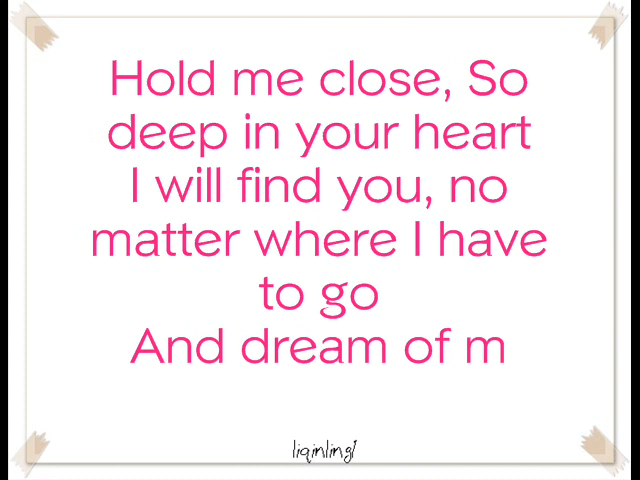 Hold me close, So
deep in your heart
I will find you, no
matter where I have
to go
And dream of m
liqinlingl